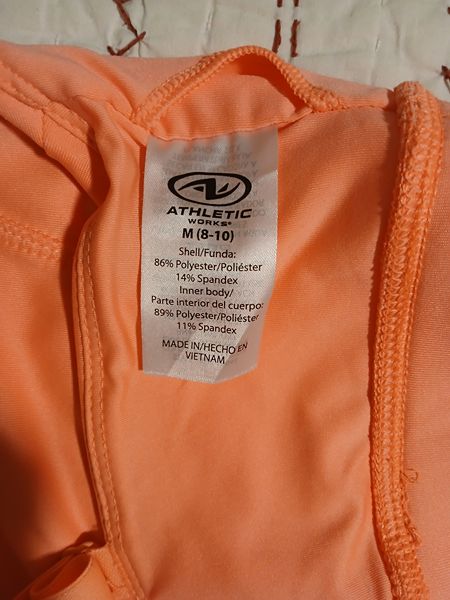 ATHLETIC
WORKS®
M (8-10)
Shell/Funda:
86% Polyester/Poliéster
14% Spandex
Inner body/
Parte interior del cuerpo:
89% Polyester/Poliéster
11% Spandex
MADE IN/HECHO EN
VIETNAM